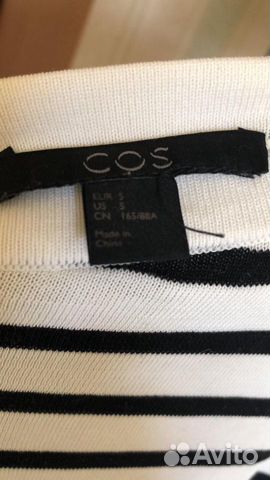 COS
EUR S
US S
CN 165/88A
Made in
China
Avito